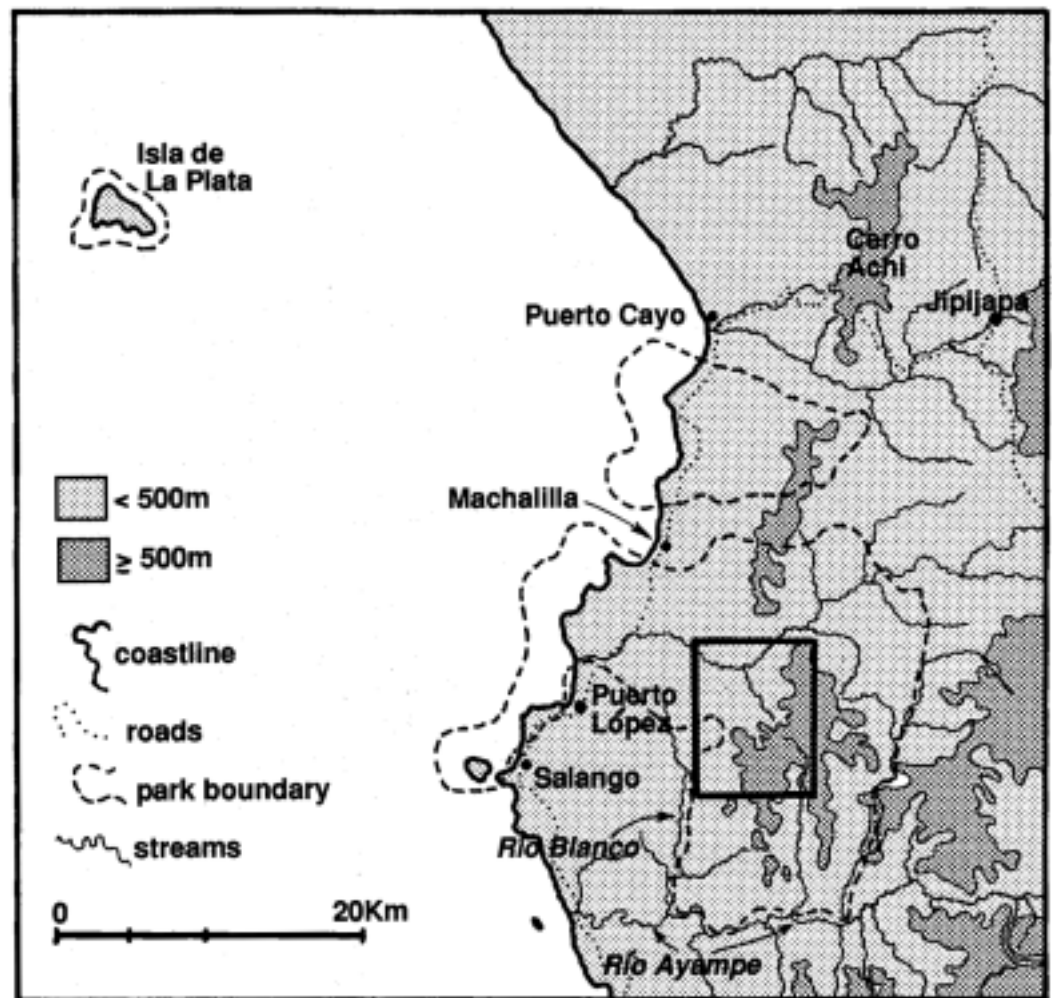 Isla de
La Plata
Cerro
Achi
Jipijapa
Puerto Cayo
Machalilla
< 500m
≥ 500m
coastline
roads
park boundary
streams
Puerto
López
Salango
Río Blanco
0 20Km
Río Ayampe